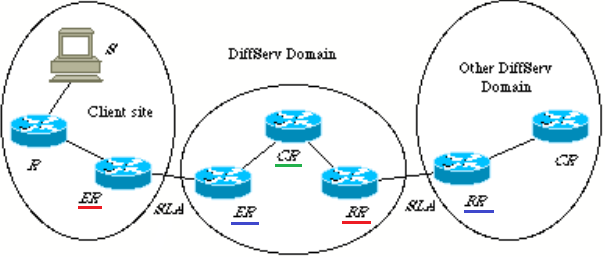 S
DiffServ Domain
Other DiffServ
Domain
Client site
R
ER
SLA
ER
CR
RR
SLA
RR
CR